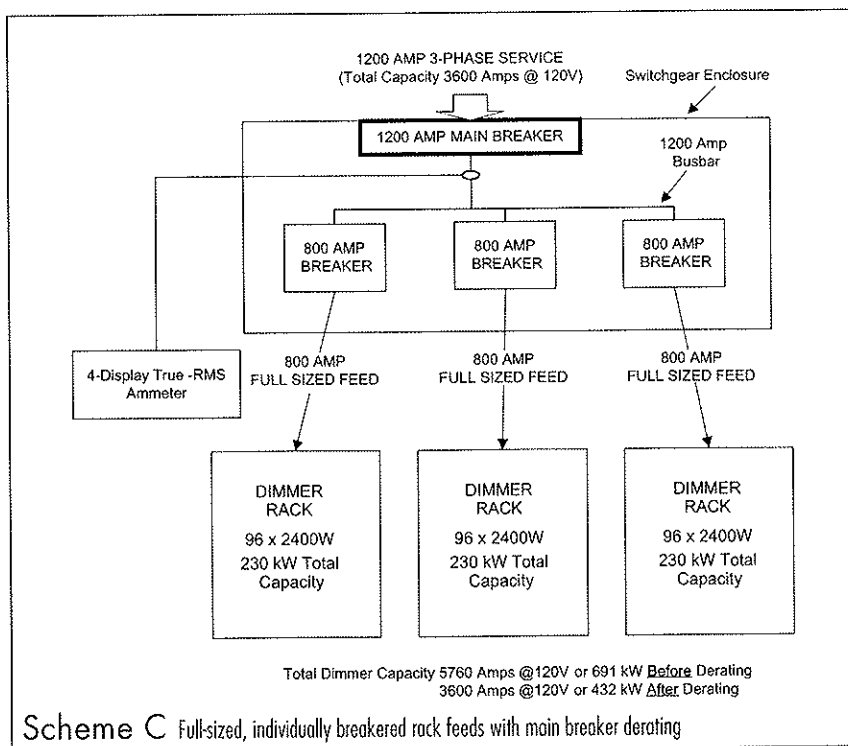 1200 AMP 3-PHASE SERVICE
(Total Capacity 3600 Amps @ 120V)
Switchgear Enclosure
1200 AMP MAIN BREAKER
1200 Amp
Busbar
800 AMP
BREAKER
800 AMP
BREAKER
800 AMP
BREAKER
4-Display True -RMS
Ammeter
800 AMP
FULL SIZED FEED
800 AMP
FULL SIZED FEED
800 AMP
FULL SIZED FEED
DIMMER
RACK
96 x 2400W
230 kW Total
Capacity
DIMMER
RACK
96 x 2400W
230 kW Total
Capacity
DIMMER
RACK
96 x 2400W
230 kW Total
Capacity
Total Dimmer Capacity 5760 Amps @120V or 691 kW Before Derating
3600 Amps @120V or 432 kW After Derating
Scheme C Full-sized, individually breakered rack feeds with main breaker derating